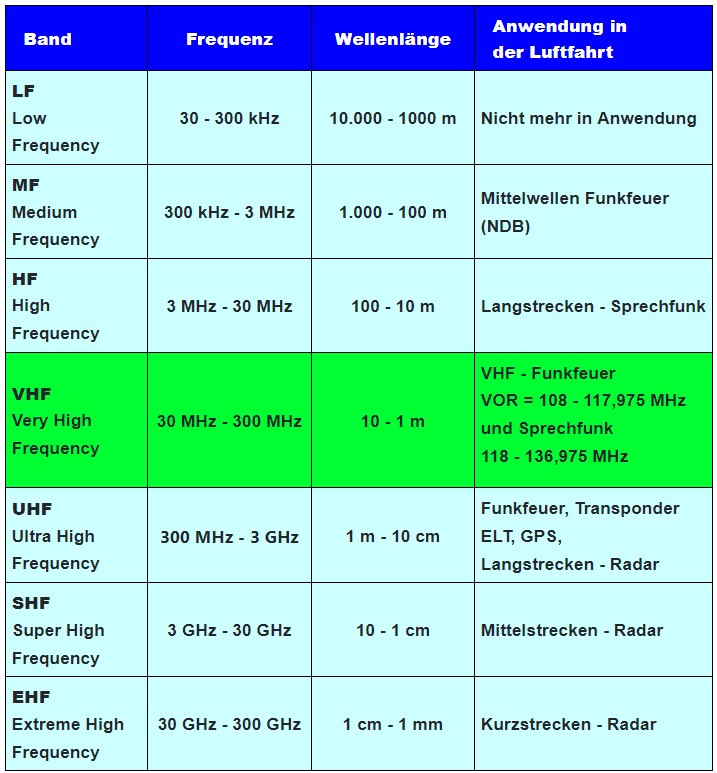 Band Frequenz Wellenlänge Anwendung in
der Luftfahrt
LF
Low
Frequency
30 - 300 kHz
10.000 - 1000 m
Nicht mehr in Anwendung
MF
Medium
Frequency
300 kHz - 3 MHz
1.000 - 100 m
Mittelwellen Funkfeuer
(NDB)
HF
High
Frequency
3 MHz - 30 MHz
100 - 10 m
Langstrecken - Sprechfunk
VHF
Very High
Frequency
30 MHz - 300 MHz
10 - 1 m
VHF - Funkfeuer
VOR = 108 - 117,975 MHz
und Sprechfunk
118 - 136,975 MHz
UHF
Ultra High
Frequency
300 MHz - 3 GHz
1 m - 10 cm
Funkfeuer, Transponder
ELT, GPS,
Langstrecken - Radar
SHF
Super High
Frequency
3 GHz - 30 GHz
10 - 1 cm
Mittelstrecken - Radar
EHF
Extreme High
Frequency
30 GHz - 300 GHz
1 cm - 1 mm
Kurzstrecken - Radar